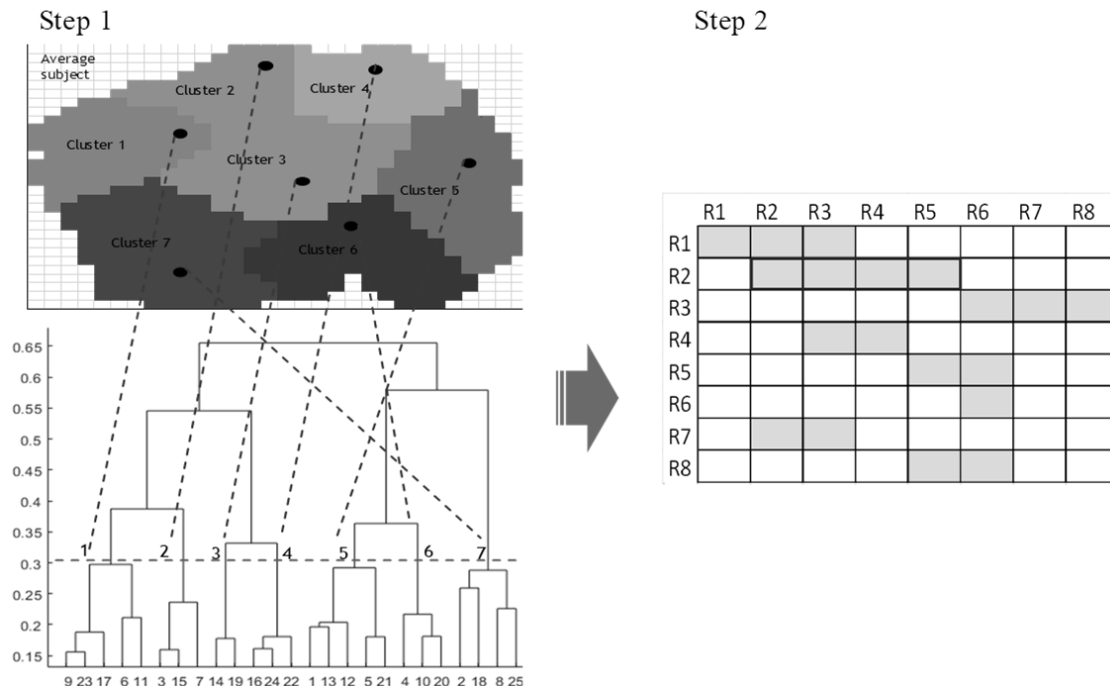 Step 1
Step 2
Average
subject
Cluster 2
Cluster 4
Cluster 1
Cluster 3
Cluster 5
Cluster 7
Cluster 6
0.65
0.6
0.55
0.5
0.45
0.4
0.35
0.3
0.25
0.2
0.15
1 2 3 4 5 6 7
9 23 17 6 11 3 15 7 14 19 16 24 22 1 13 12 5 21 4 10 20 2 18 8 25
R1 R2 R3 R4 R5 R6 R7 R8
R1
R2
R3
R4
R5
R6
R7
R8